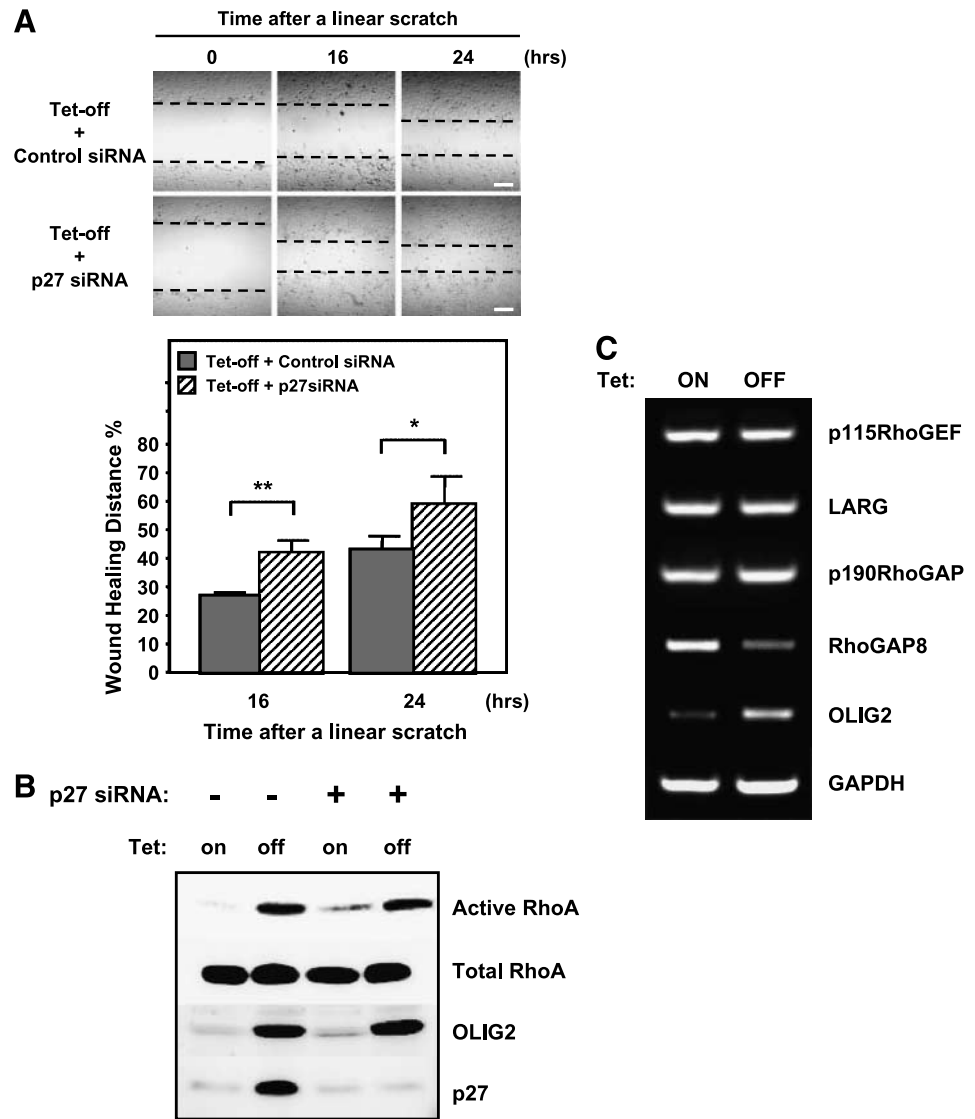 A
Time after a linear scratch
0 16 24 (hrs)
Tet-off
+
Control siRNA
Tet-off
+
p27 siRNA
Tet-off + Control siRNA
Tet-off + p27siRNA
Wound Healing Distance %
80
70
60
50
40
30
20
10
0
**
*
16 24 (hrs)
Time after a linear scratch
B
p27 siRNA: - - + +
Tet: on off on off
Active RhoA
Total RhoA
OLIG2
p27
C
Tet: ON OFF
p115RhoGEF
LARG
p190RhoGAP
RhoGAP8
OLIG2
GAPDH